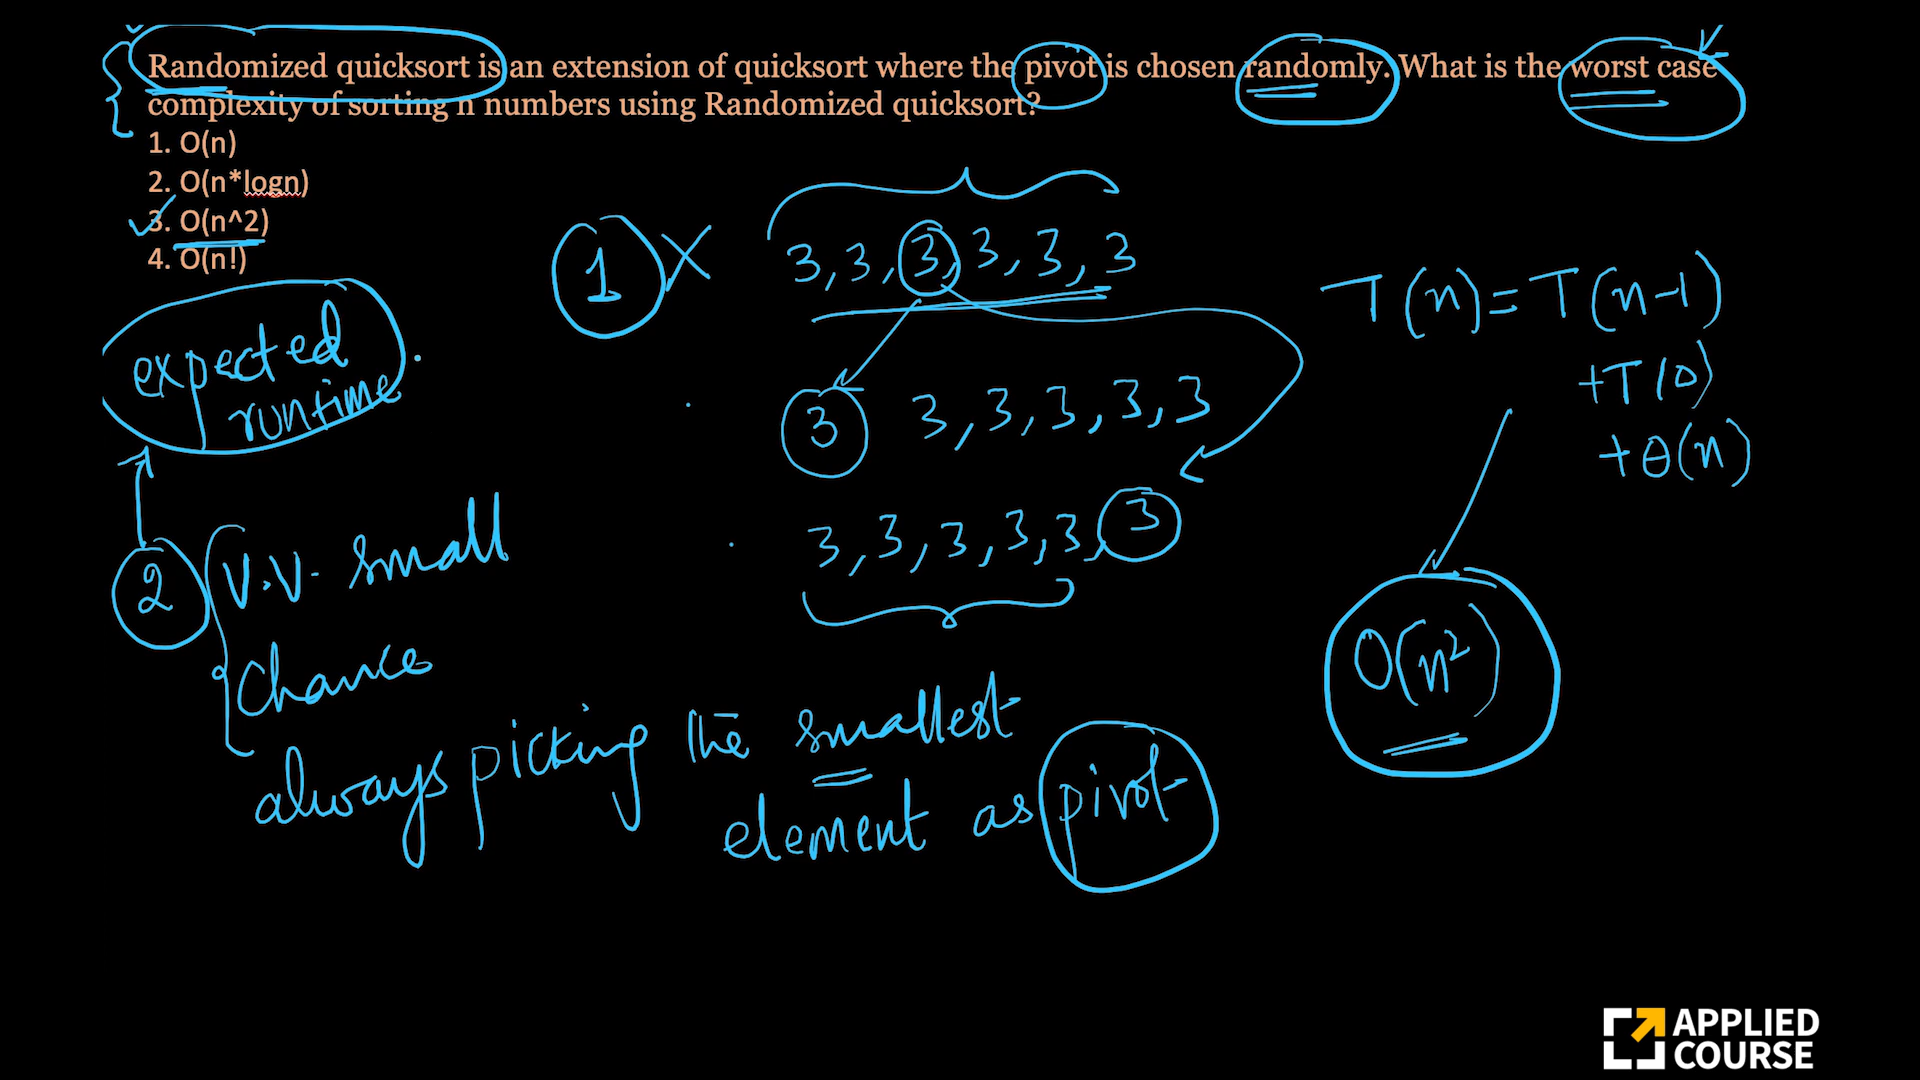 Randomized quicksort is an extension of quicksort where the pivot is chosen randomly. What is the worst case
complexity of sorting n numbers using Randomized quicksort?
1. O(n)
2. O(n*logn)
3. O(n^2)
4. O(n!)
1 X
3, 3, 3, 3, 3, 3
T(n) = T(n-1)
+T(0)
+θ(n)
expected
runtime
3 3, 3, 3, 3, 3
3, 3, 3, 3, 3, 3
2
V.V. small
Chance
always picking the smallest
element as pivot
O(n²)
APPLIED
COURSE